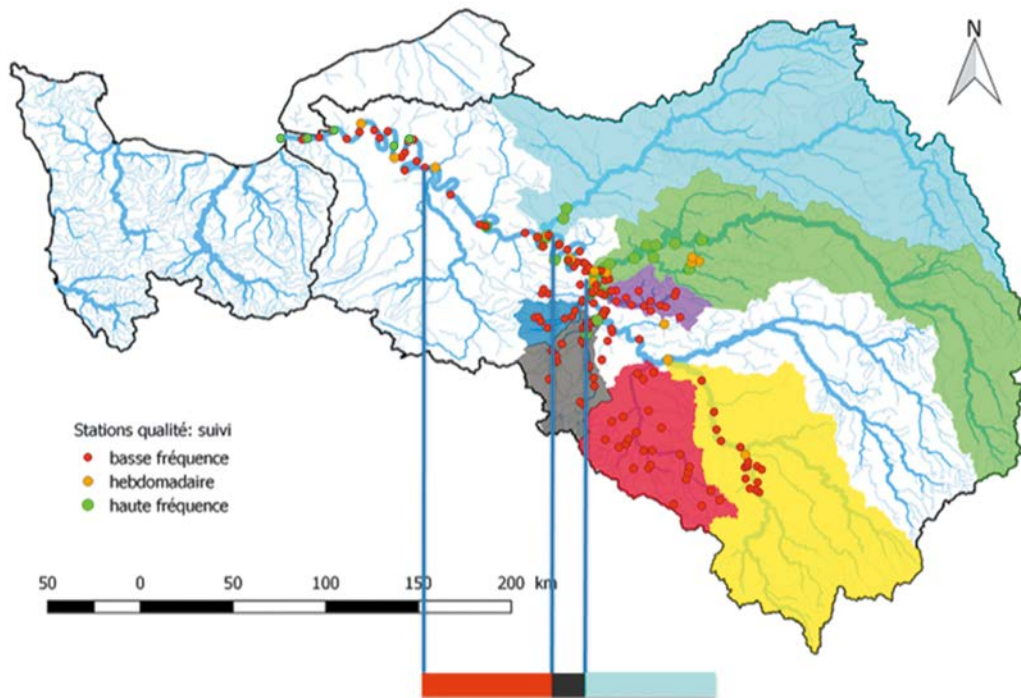 N
Stations qualité: suivi
basse fréquence
hebdomadaire
haute fréquence
50 0 50 100 150 200 km